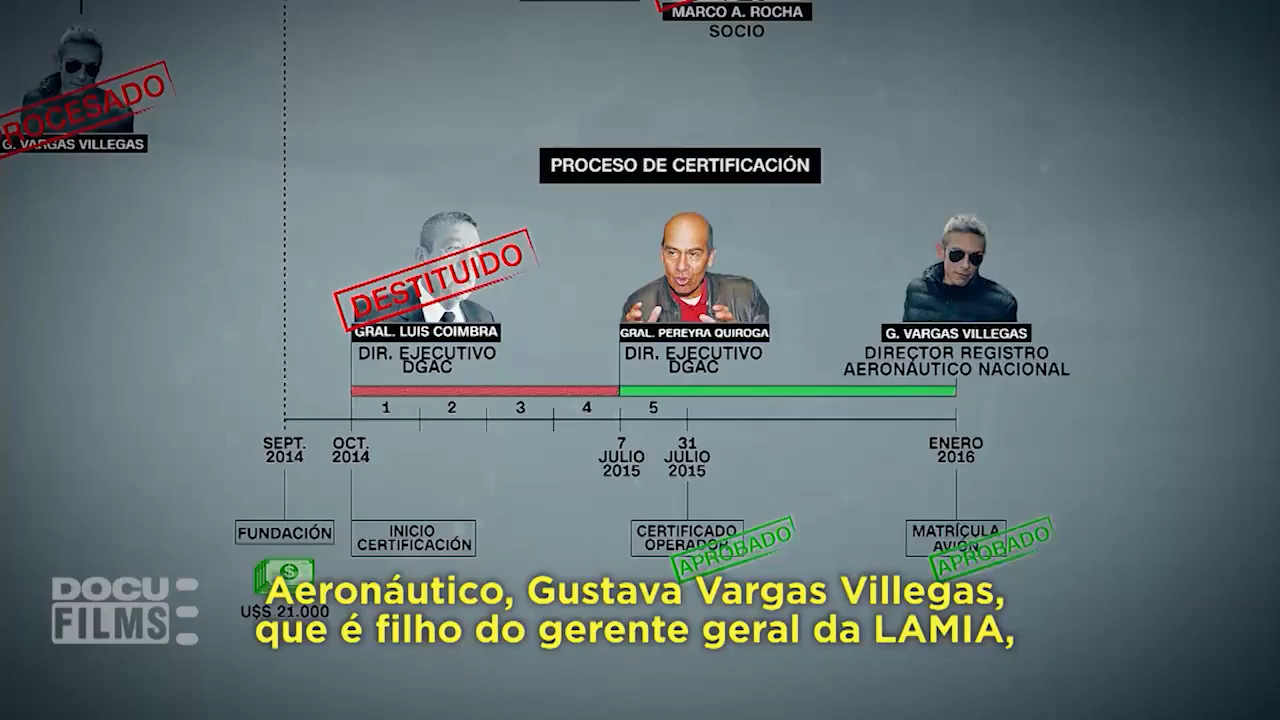 MARCO A. ROCHA
SOCIO
ROCESADO
G. VARGAS VILLEGAS
PROCESO DE CERTIFICACIÓN
DESTITUIDO
GRAL. LUIS COIMBRA
DIR. EJECUTIVO
DGAC
GRAL. PEREYRA QUIROGA
DIR. EJECUTIVO
DGAC
G. VARGAS VILLEGAS
DIRECTOR REGISTRO
AERONÁUTICO NACIONAL
1 2 3 4 5
SEPT.
2014
OCT.
2014
7
JULIO
2015
31
JULIO
2015
ENERO
2016
FUNDACIÓN
INICIO
CERTIFICACIÓN
CERTIFICADO
OPERADOR
APROBADO
MATRÍCULA
AVIÓN
APROBADO
U$S 21.000
DOCU
FILMS
Aeronáutico, Gustava Vargas Villegas,
que é filho do gerente geral da LAMIA,